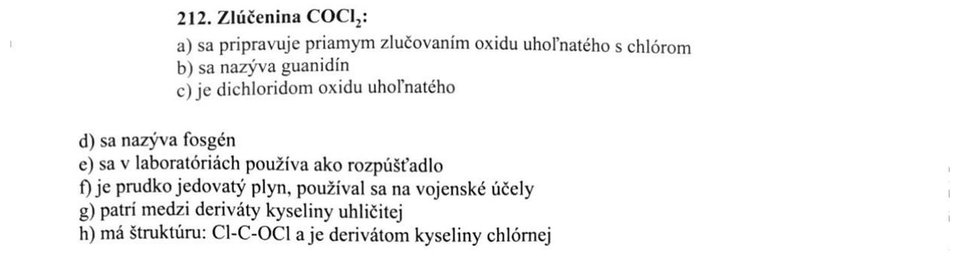 212. Zlúčenina COCl₂:
a) sa pripravuje priamym zlučovaním oxidu uhoľnatého s chlórom
b) sa nazýva guanidín
c) je dichloridom oxidu uhoľnatého
d) sa nazýva fosgén
e) sa v laboratóriách používa ako rozpúšťadlo
f) je prudko jedovatý plyn, používal sa na vojenské účely
g) patrí medzi deriváty kyseliny uhličitej
h) má štruktúru: Cl-C-OCl a je derivátom kyseliny chlórnej